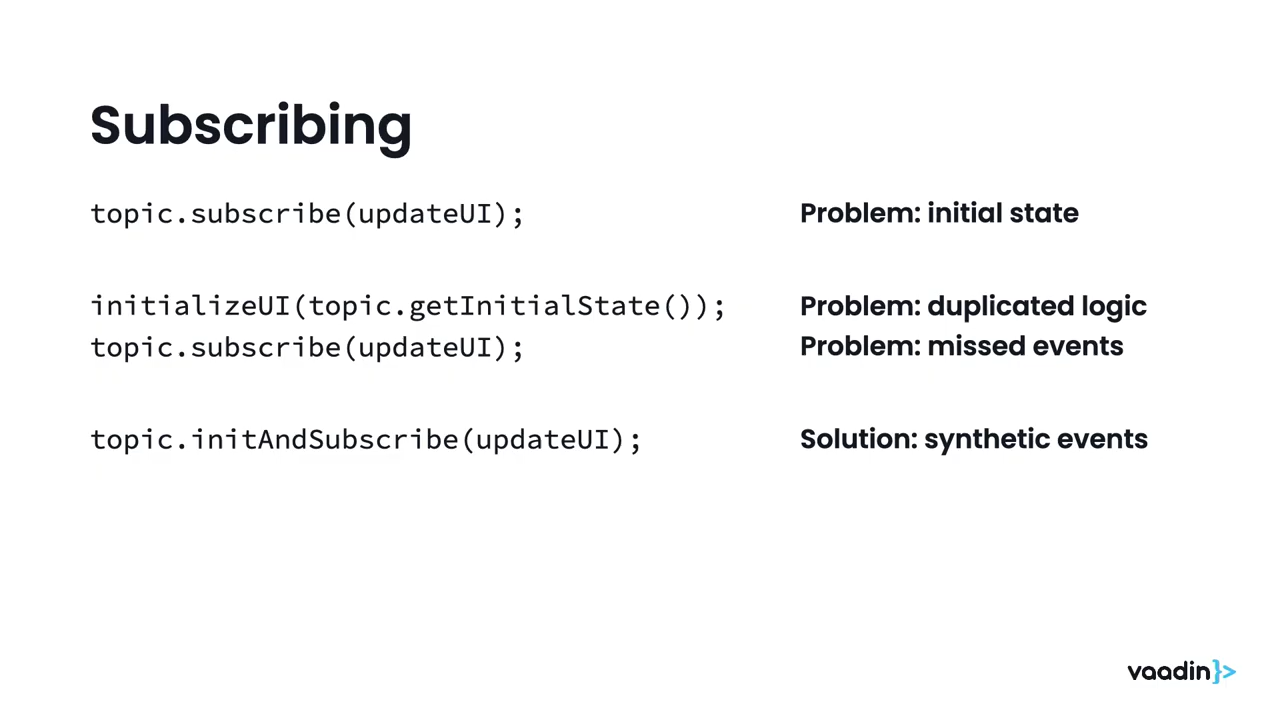 Subscribing
topic.subscribe(updateUI); Problem: initial state
initializeUI(topic.getInitialState()); Problem: duplicated logic
topic.subscribe(updateUI); Problem: missed events
topic.initAndSubscribe(updateUI); Solution: synthetic events
vaadin}>